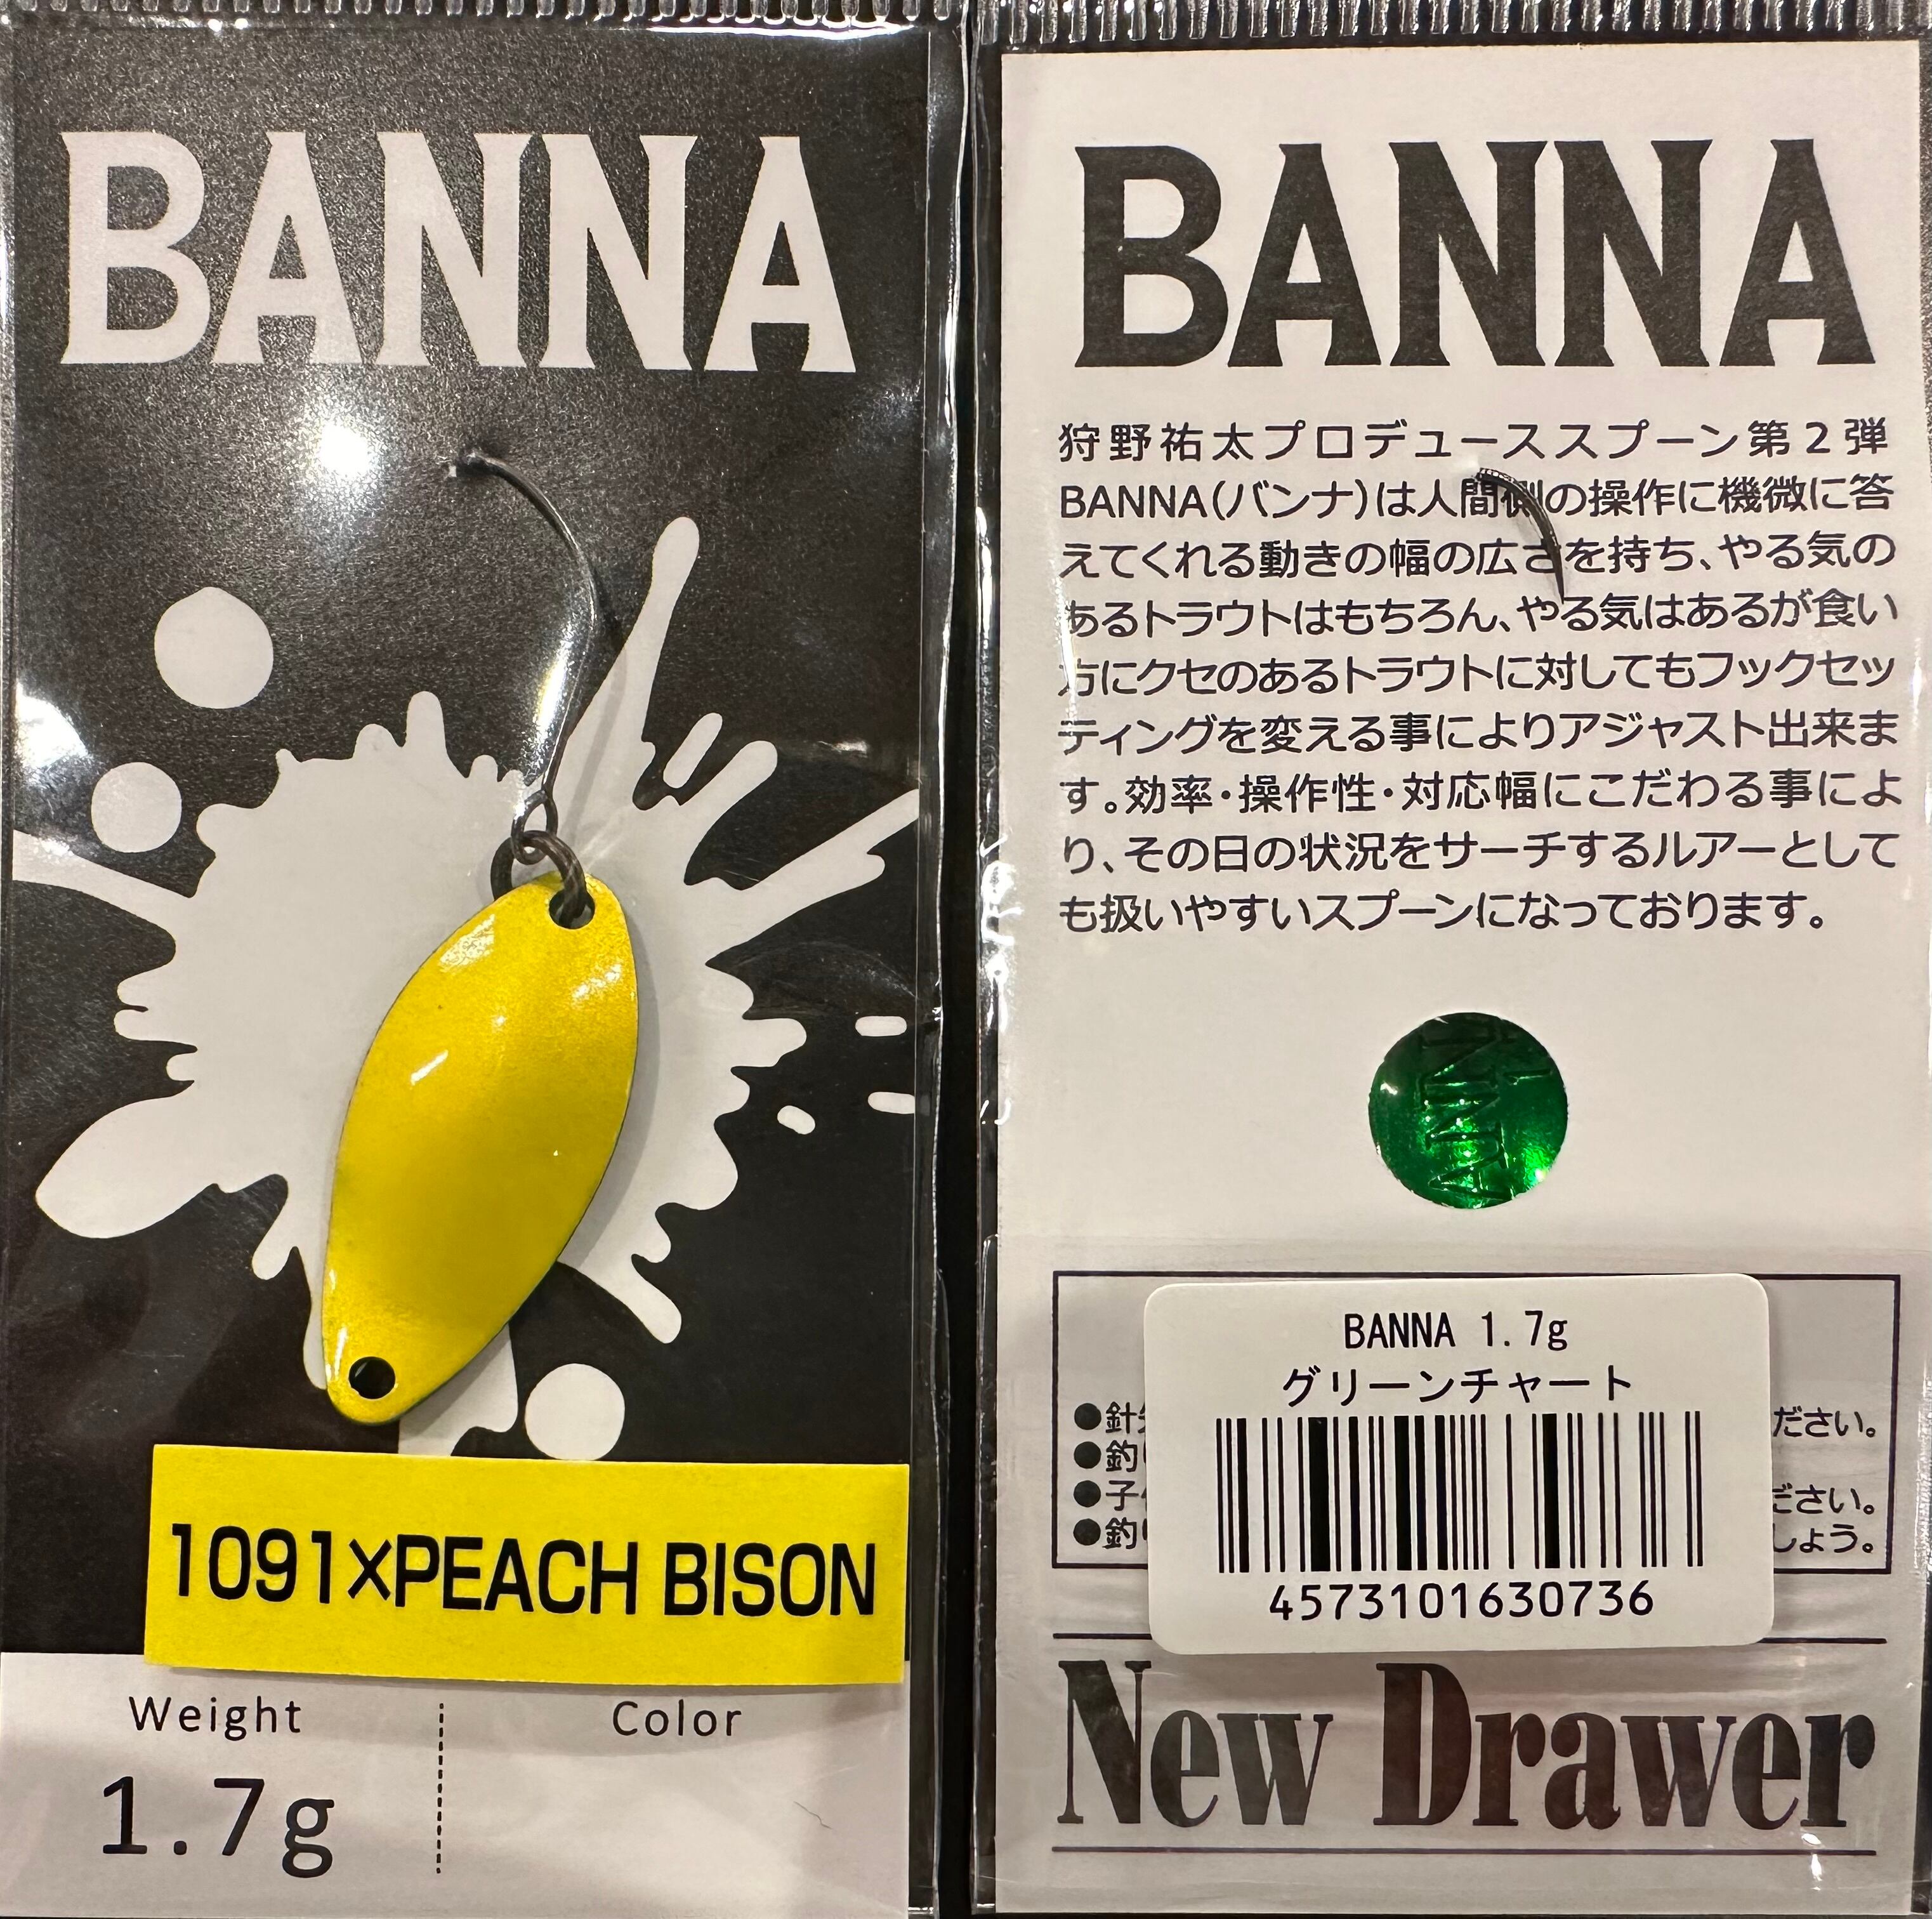 BANNA
1091×PEACH BISON
Weight
Color
1.7g
BANNA
狩野祐太プロデューススプーン第2弾
BANNA(バンナ)は人間側の操作に機微に答
えてくれる動きの幅の広さを持ち、やる気の
あるトラウトはもちろん、やる気はあるが食い
方にクセのあるトラウトに対してもフックセッ
ティングを変える事によりアジャスト出来ま
す。効率・操作性・対応幅にこだわる事によ
り、その日の状況をサーチするルアーとして
も扱いやすいスプーンになっております。
BANNA 1.7g
グリーンチャート
4573101630736
●針 ださい。
●釣
●子 ださい。
●釣 しょう。
New Drawer